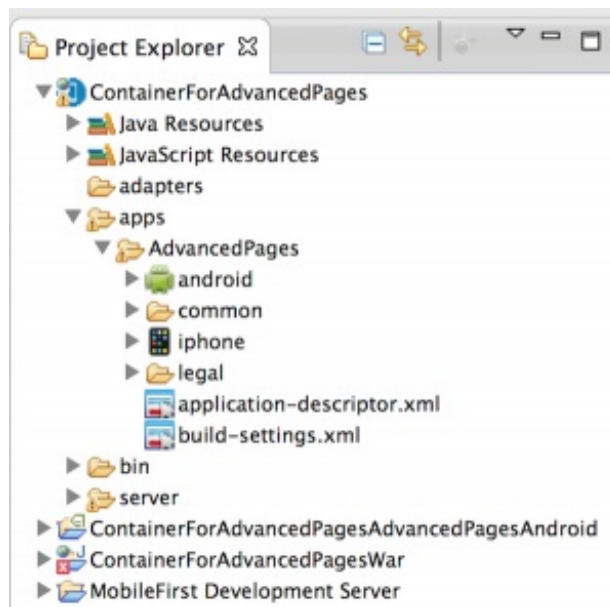 Project Explorer
ContainerForAdvancedPages
Java Resources
JavaScript Resources
adapters
apps
AdvancedPages
android
common
iphone
legal
application-descriptor.xml
build-settings.xml
bin
server
ContainerForAdvancedPagesAdvancedPagesAndroid
ContainerForAdvancedPagesWar
MobileFirst Development Server